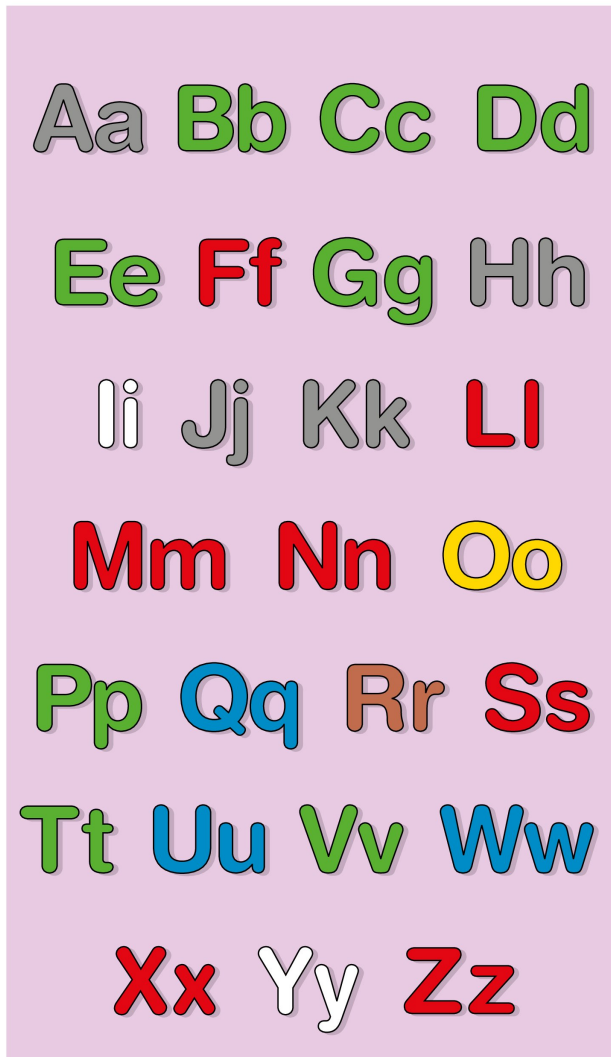 Aa Bb Cc Dd
Ee Ff Gg Hh
Ii Jj Kk Ll
Mm Nn Oo
Pp Qq Rr Ss
Tt Uu Vv Ww
Xx Yy Zz